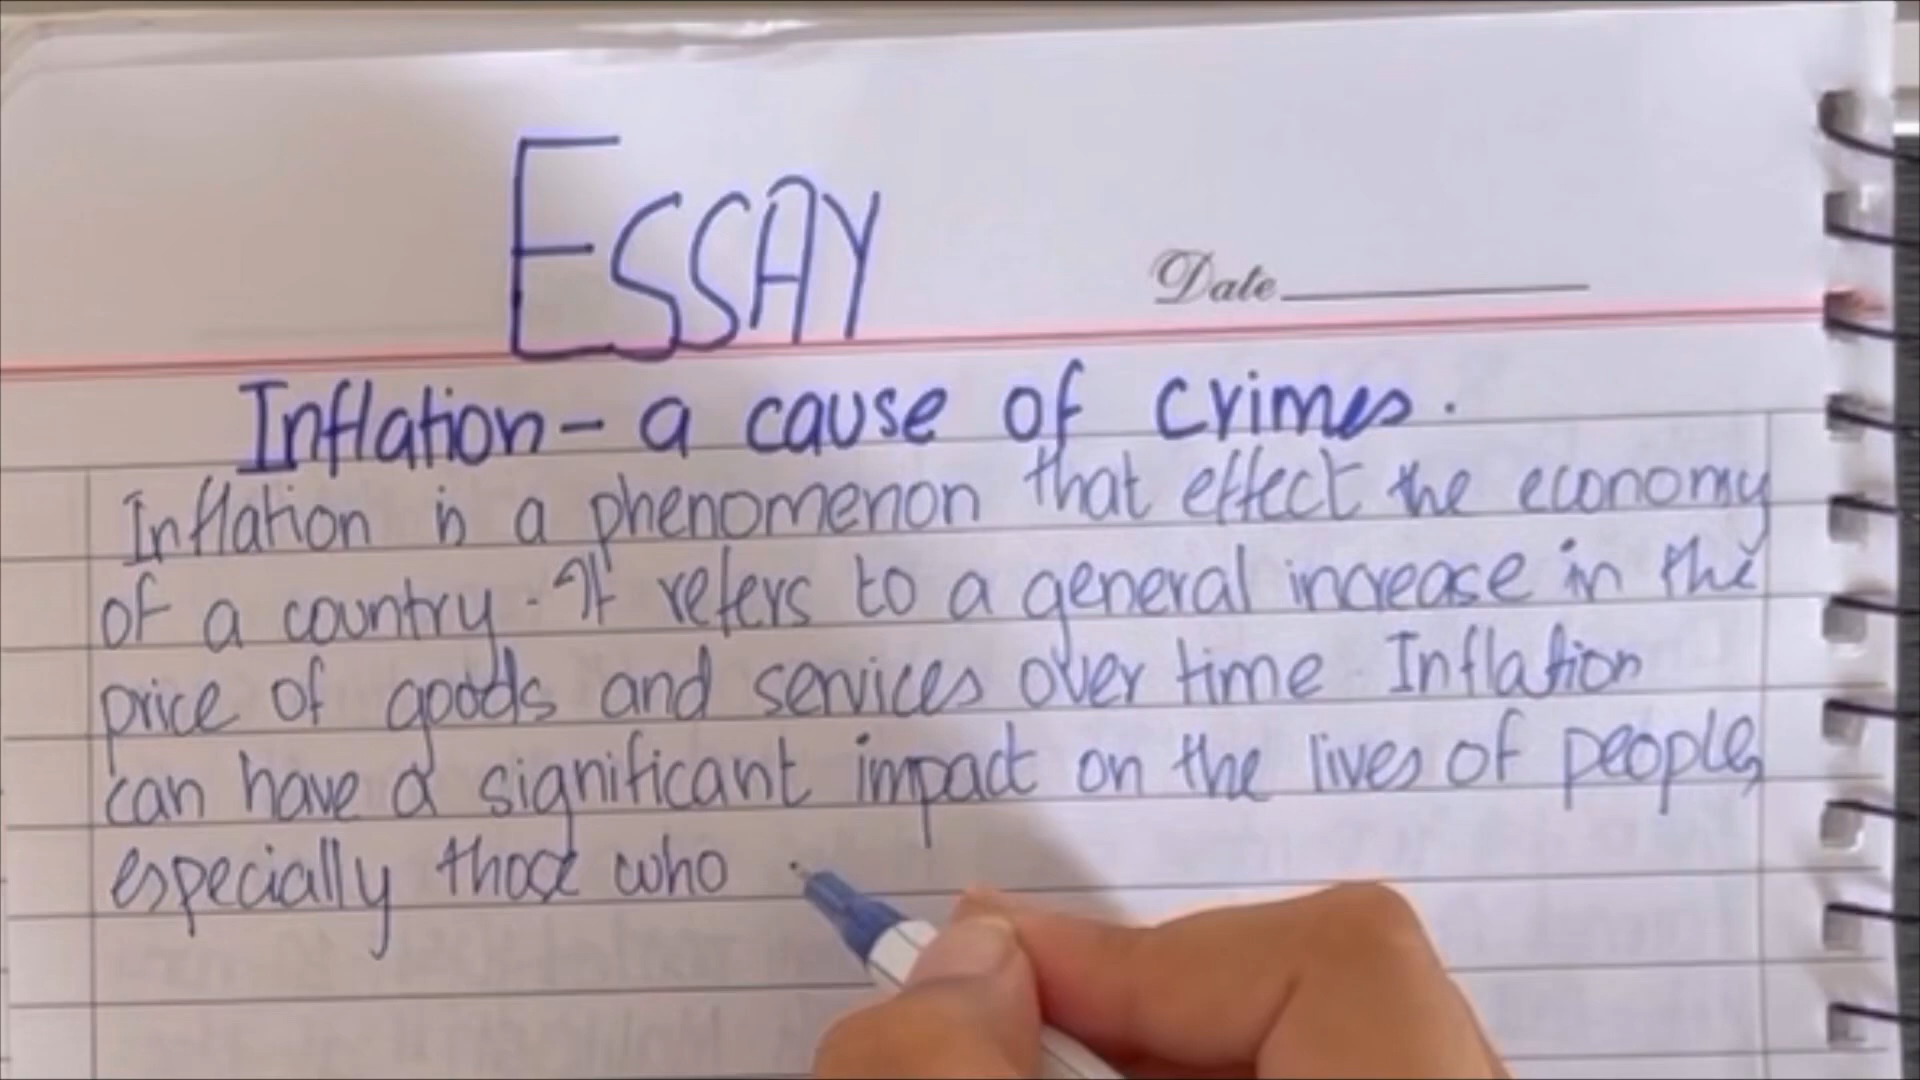 ESSAY
Date
Inflation - a cause of crimes.
Inflation is a phenomenon that effect the economy
of a country. It refers to a general increase in the
price of goods and services over time Inflation
can have a significant impact on the lives of people,
especially those who